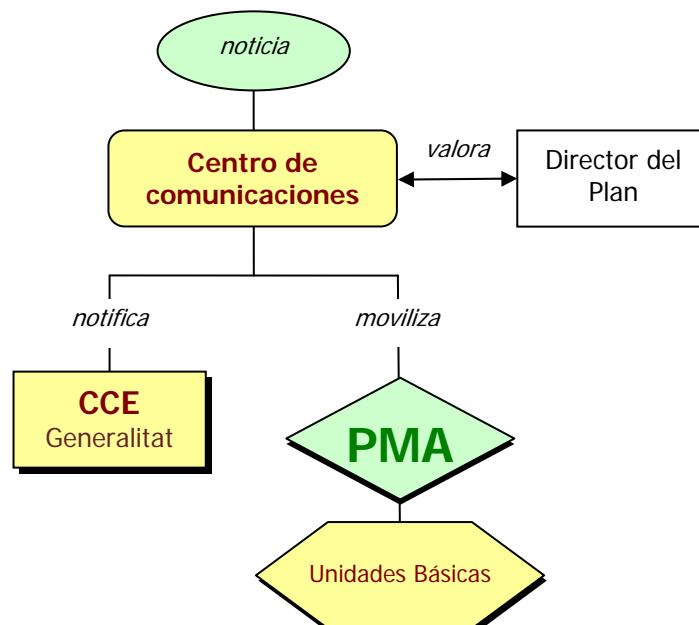 noticia
Centro de
comunicaciones
valora
Director del
Plan
notifica
moviliza
CCE
Generalitat
PMA
Unidades Básicas